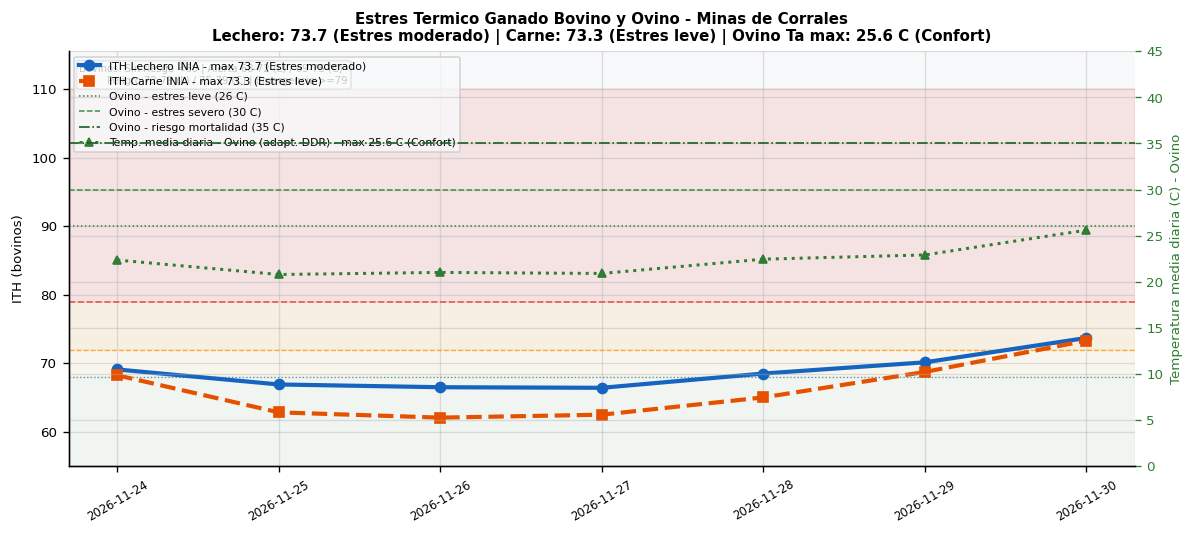 Estres Termico Ganado Bovino y Ovino - Minas de Corrales
Lechero: 73.7 (Estres moderado) | Carne: 73.3 (Estres leve) | Ovino Ta max: 25.6 C (Confort)
ITH Lechero INIA - max 73.7 (Estres moderado)
ITH Carne INIA - max 73.3 (Estres leve)
>=79
Ovino - estres leve (26 C)
Ovino - estres severo (30 C)
Ovino - riesgo mortalidad (35 C)
Temp. media diaria - Ovino (adapt. DDR) - max 25.6 C (Confort)
ITH (bovinos)
110
100
90
80
70
60
45
40
35
30
25
20
15
10
5
0
Temperatura media diaria (C) - Ovino
2026-11-24
2026-11-25
2026-11-26
2026-11-27
2026-11-28
2026-11-29
2026-11-30